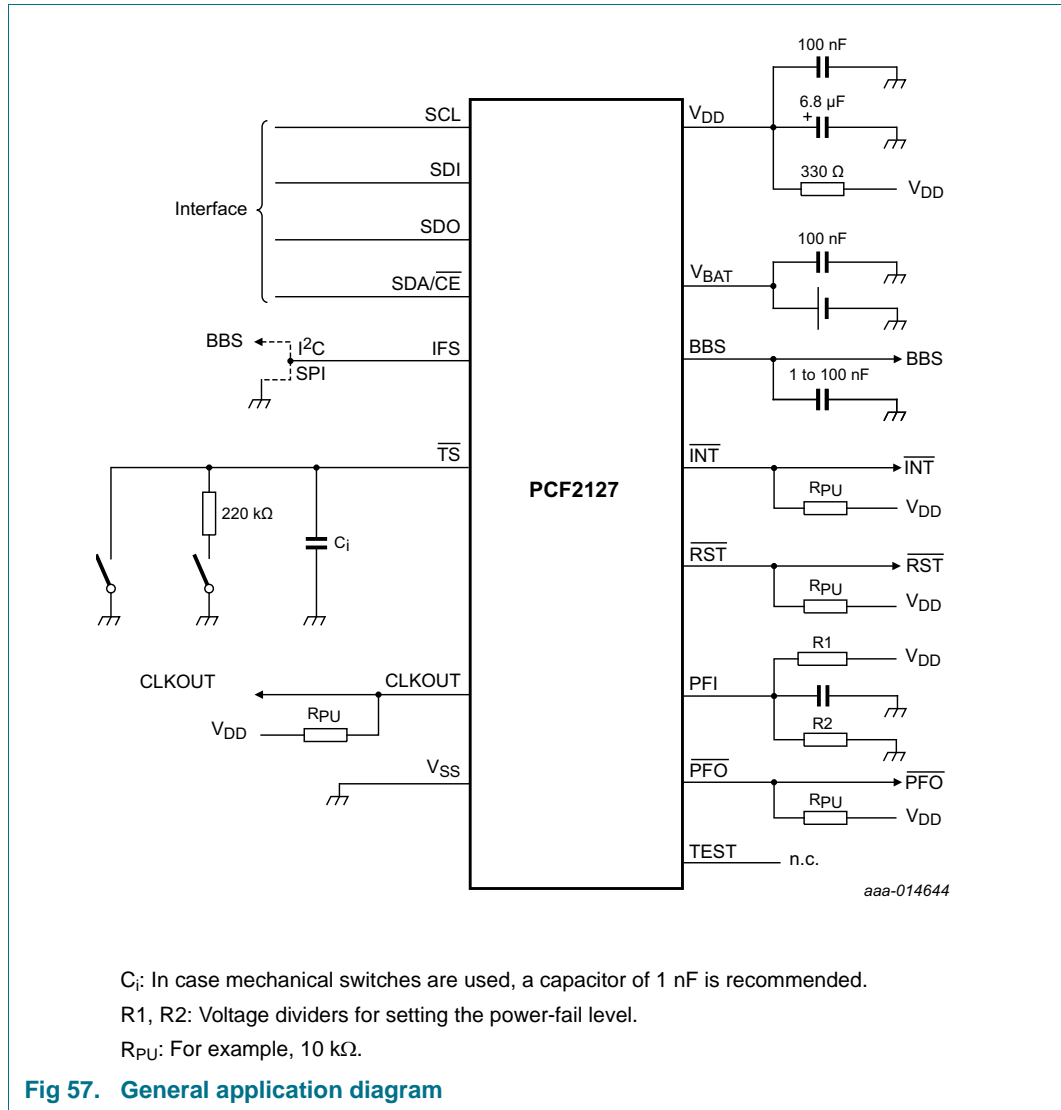 100 nF
SCL
VDD
6.8 µF
+
SDI
330 Ω
VDD
Interface
SDO
100 nF
SDA/CE
VBAT
BBS
I2C
IFS
BBS
BBS
SPI
1 to 100 nF
TS
INT
INT
PCF2127
RPU
VDD
220 kΩ
Ci
RST
RST
RPU
VDD
R1
VDD
CLKOUT
CLKOUT
PFI
RPU
VDD
R2
VSS
PFO
PFO
RPU
VDD
TEST
n.c.
aaa-014644
Ci: In case mechanical switches are used, a capacitor of 1 nF is recommended.
R1, R2: Voltage dividers for setting the power-fail level.
RPU: For example, 10 kΩ.
Fig 57. General application diagram